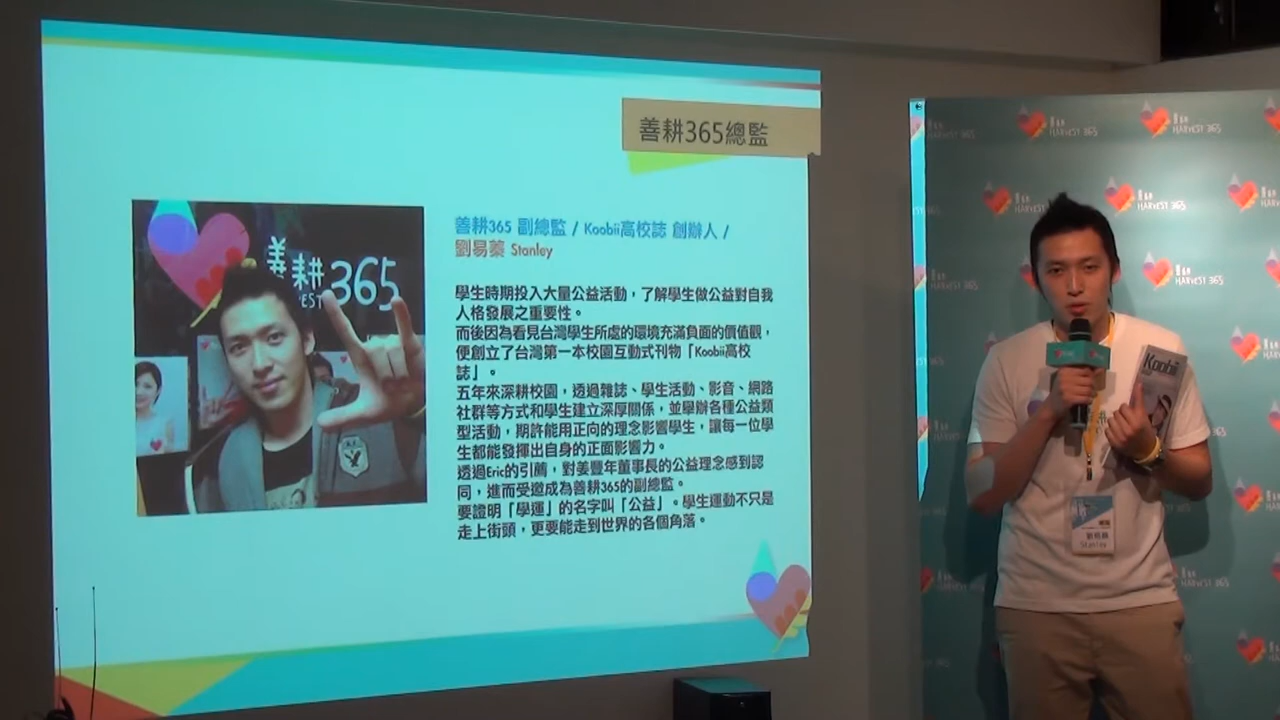 善耕365總監
善耕365 副總監 / Koobii高校誌 創辦人 /
劉易蓁 Stanley
學生時期投入大量公益活動，了解學生做公益對自我
人格發展之重要性。
而後因為看見台灣學生所處的環境充滿負面的價值觀，
便創立了台灣第一本校園互動式刊物「Koobii高校
誌」。
五年來深耕校園，透過雜誌、學生活動、影音、網路
社群等方式和學生建立深厚關係，並舉辦各種公益類
型活動，期許能用正向的理念影響學生，讓每一位學
生都能發揮出自身的正面影響力。
透過Eric的引薦，對姜豐年董事長的公益理念感到認
同，進而受邀成為善耕365的副總監。
要證明「學運」的名字叫「公益」。學生運動不只是
走上街頭，更要能走到世界的各個角落。
善耕365
善耕
HARVEST 365
Koobii
Stanley